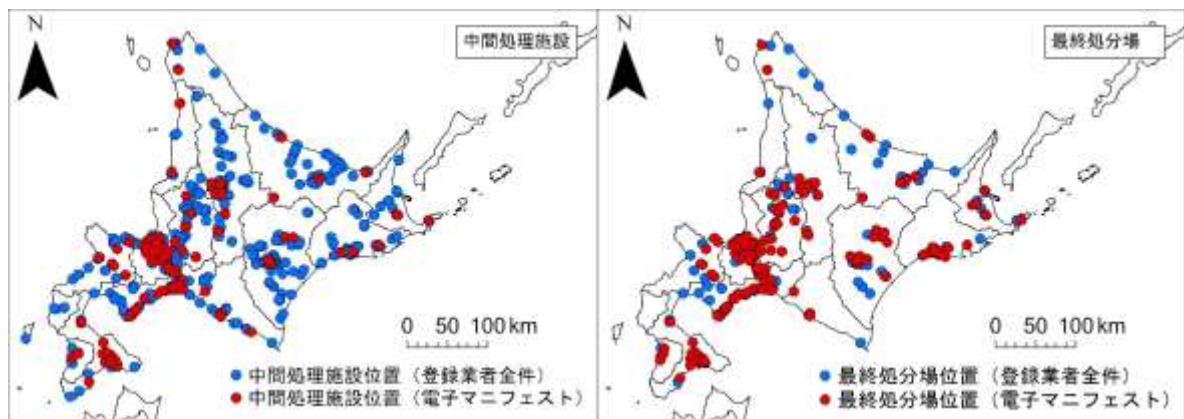 N
中間処理施設
0 50 100 km
中間処理施設位置（登録業者全件）
中間処理施設位置（電子マニフェスト）
N
最終処分場
0 50 100 km
最終処分場位置（登録業者全件）
最終処分場位置（電子マニフェスト）